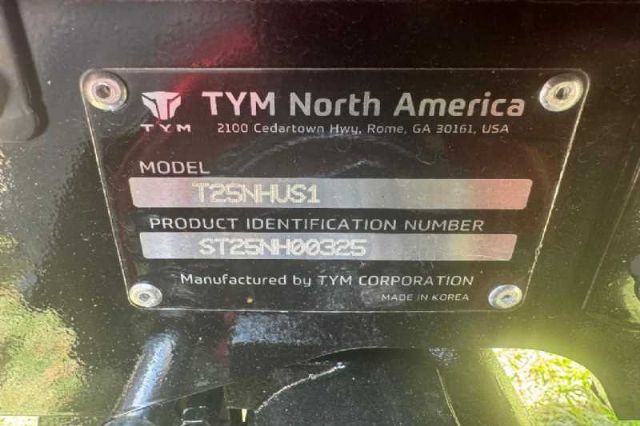 TYM North America
TYM
2100 Cedartown Hwy, Rome, GA 30161, USA
MODEL
T25NHUS1
PRODUCT IDENTIFICATION NUMBER
ST25NH00325
Manufactured by TYM CORPORATION
MADE IN KOREA